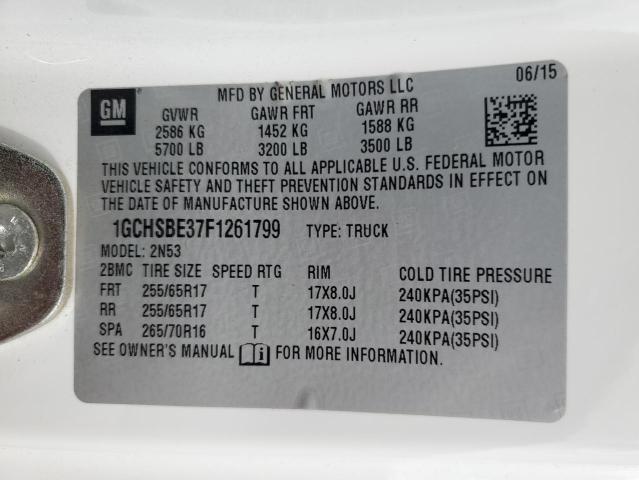 GM
MFD BY GENERAL MOTORS LLC 06/15
GVWR GAWR FRT GAWR RR
2586 KG 1452 KG 1588 KG
5700 LB 3200 LB 3500 LB
THIS VEHICLE CONFORMS TO ALL APPLICABLE U.S. FEDERAL MOTOR
VEHICLE SAFETY AND THEFT PREVENTION STANDARDS IN EFFECT ON
THE DATE OF MANUFACTURE SHOWN ABOVE.
1GCHSBE37F1261799 TYPE: TRUCK
MODEL: 2N53
2BMC TIRE SIZE SPEED RTG RIM COLD TIRE PRESSURE
FRT 255/65R17 T 17X8.0J 240KPA(35PSI)
RR 255/65R17 T 17X8.0J 240KPA(35PSI)
SPA 265/70R16 T 16X7.0J 240KPA(35PSI)
SEE OWNER'S MANUAL FOR MORE INFORMATION.